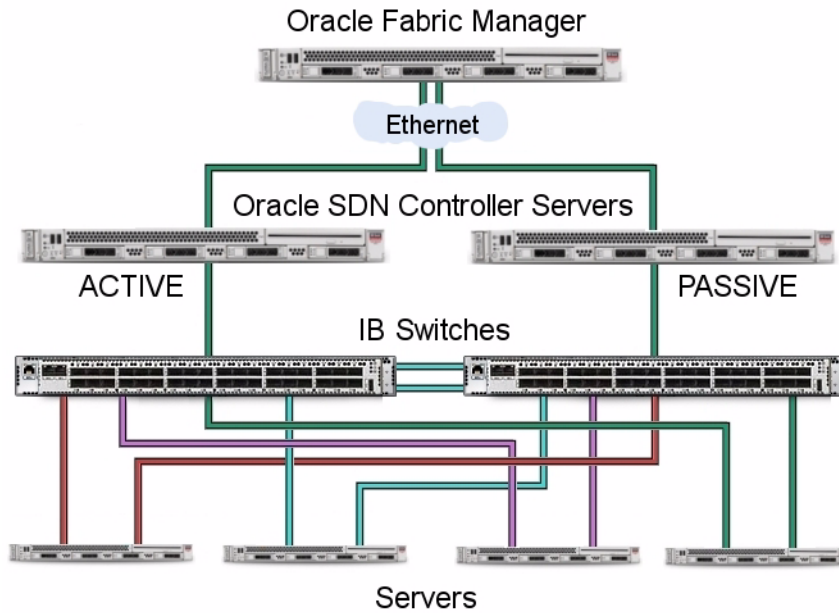 Oracle Fabric Manager
Ethernet
Oracle SDN Controller Servers
ACTIVE
PASSIVE
IB Switches
Servers